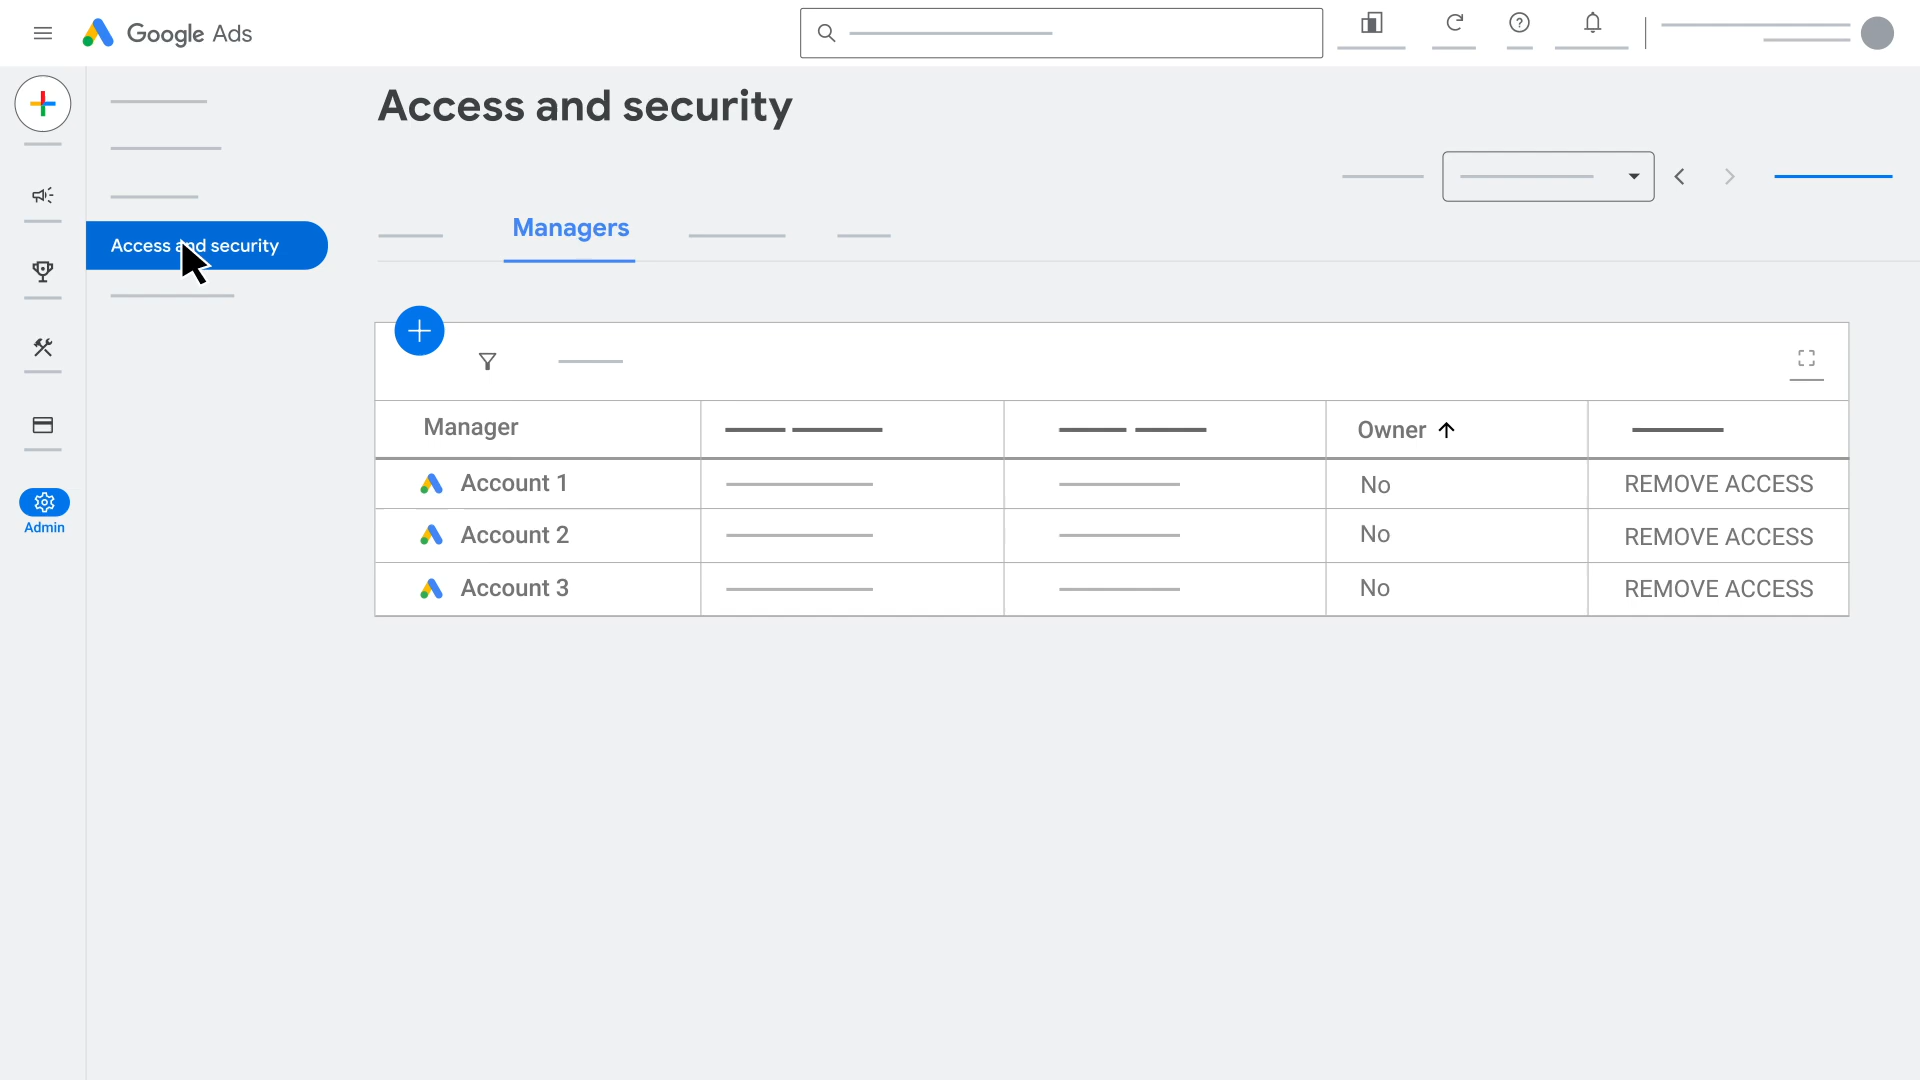 Google Ads
Access and security
Managers
Access and security
Manager
Owner
Account 1
No
REMOVE ACCESS
Account 2
No
REMOVE ACCESS
Account 3
No
REMOVE ACCESS
Admin